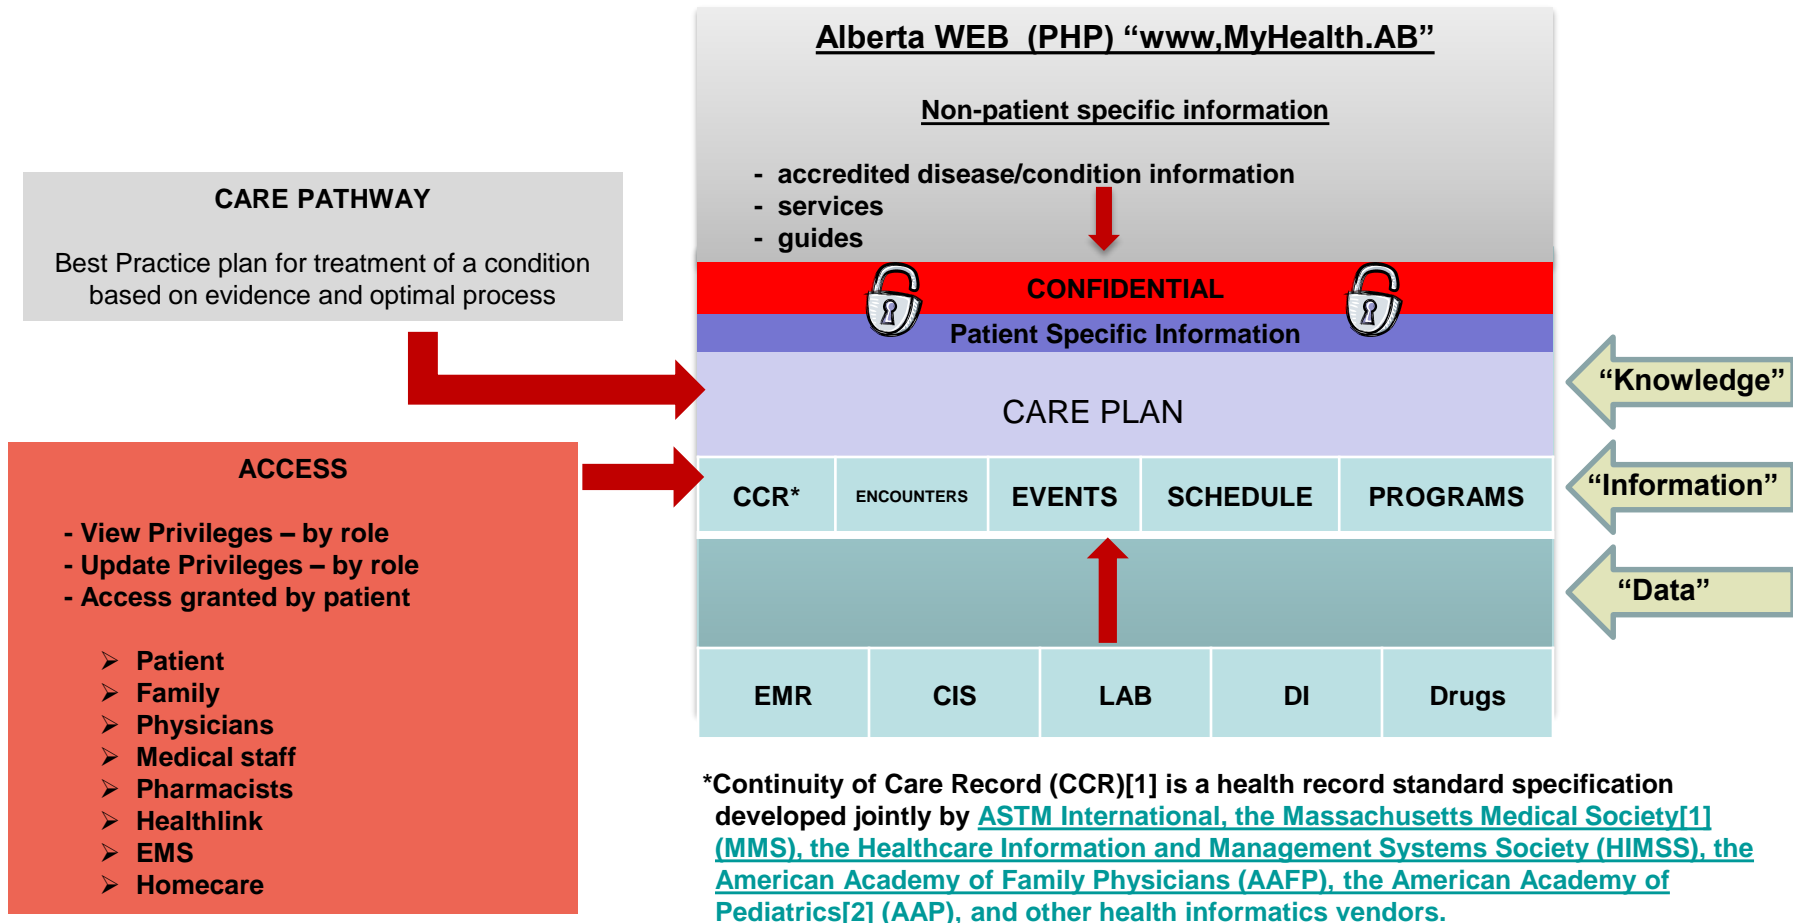 Alberta WEB (PHP) “www,MyHealth.AB”
Non-patient specific information
- accredited disease/condition information
- services
- guides
CARE PATHWAY
Best Practice plan for treatment of a condition
based on evidence and optimal process
CONFIDENTIAL
Patient Specific Information
CARE PLAN
“Knowledge”
ACCESS
- View Privileges – by role
- Update Privileges – by role
- Access granted by patient
➢ Patient
➢ Family
➢ Physicians
➢ Medical staff
➢ Pharmacists
➢ Healthlink
➢ EMS
➢ Homecare
CCR* ENCOUNTERS EVENTS SCHEDULE PROGRAMS
“Information”
“Data”
EMR CIS LAB DI Drugs
*Continuity of Care Record (CCR)[1] is a health record standard specification
developed jointly by ASTM International, the Massachusetts Medical Society[1]
(MMS), the Healthcare Information and Management Systems Society (HIMSS), the
American Academy of Family Physicians (AAFP), the American Academy of
Pediatrics[2] (AAP), and other health informatics vendors.